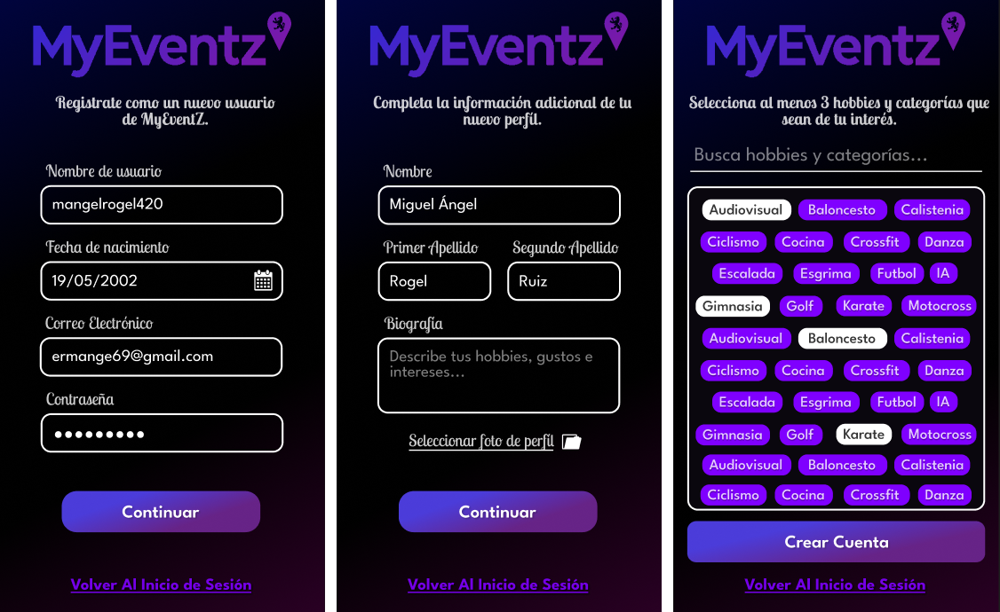 MyEventz
Registrate como un nuevo usuario
de MyEventZ.
Nombre de usuario
mangelrogel420
Fecha de nacimiento
19/05/2002
Correo Electrónico
ermange69@gmail.com
Contraseña
●●●●●●●●●
Continuar
Volver Al Inicio de Sesión
MyEventz
Completa la información adicional de tu
nuevo perfil.
Nombre
Miguel Ángel
Primer Apellido Segundo Apellido
Rogel Ruiz
Biografía
Describe tus hobbies, gustos e
intereses...
Seleccionar foto de perfil
Continuar
Volver Al Inicio de Sesión
MyEventz
Selecciona al menos 3 hobbies y categorías que
sean de tu interés.
Busca hobbies y categorías...
Audiovisual Baloncesto Calistenia
Ciclismo Cocina Crossfit Danza
Escalada Esgrima Futbol IA
Gimnasia Golf Karate Motocross
Audiovisual Baloncesto Calistenia
Ciclismo Cocina Crossfit Danza
Escalada Esgrima Futbol IA
Gimnasia Golf Karate Motocross
Audiovisual Baloncesto Calistenia
Ciclismo Cocina Crossfit Danza
Crear Cuenta
Volver Al Inicio de Sesión